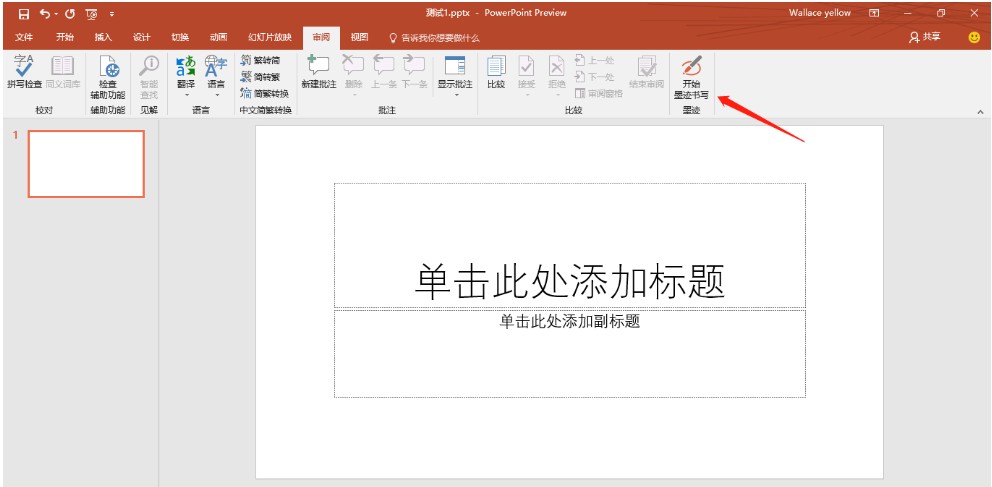 测试1.pptx - PowerPoint Preview
Wallace yellow
文件 开始 插入 设计 切换 动画 幻灯片放映 审阅 视图 告诉我你想要做什么 共享
拼写检查 同义词库
校对
检查
辅助功能
辅助功能
智能
查找
见解
翻译 语言
语言
繁转简
简转繁
简繁转换
中文简繁转换
新建批注 删除 上一条 下一条 显示批注
批注
比较 接受 拒绝
上一处
下一处
审阅窗格
结束审阅
比较
开始
墨迹书写
墨迹
1
单击此处添加标题
单击此处添加副标题